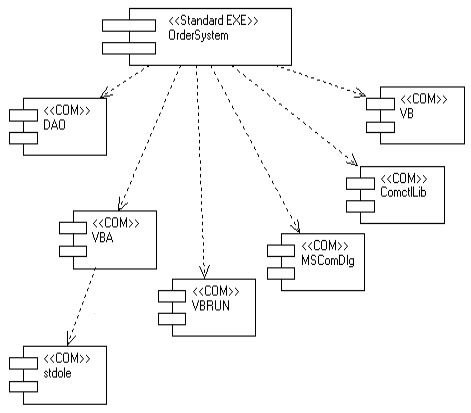 <<Standard EXE>>
OrderSystem
<<COM>>
DAO
<<COM>>
VB
<<COM>>
ComctlLib
<<COM>>
VBA
<<COM>>
MSComDlg
<<COM>>
VBRUN
<<COM>>
stdole